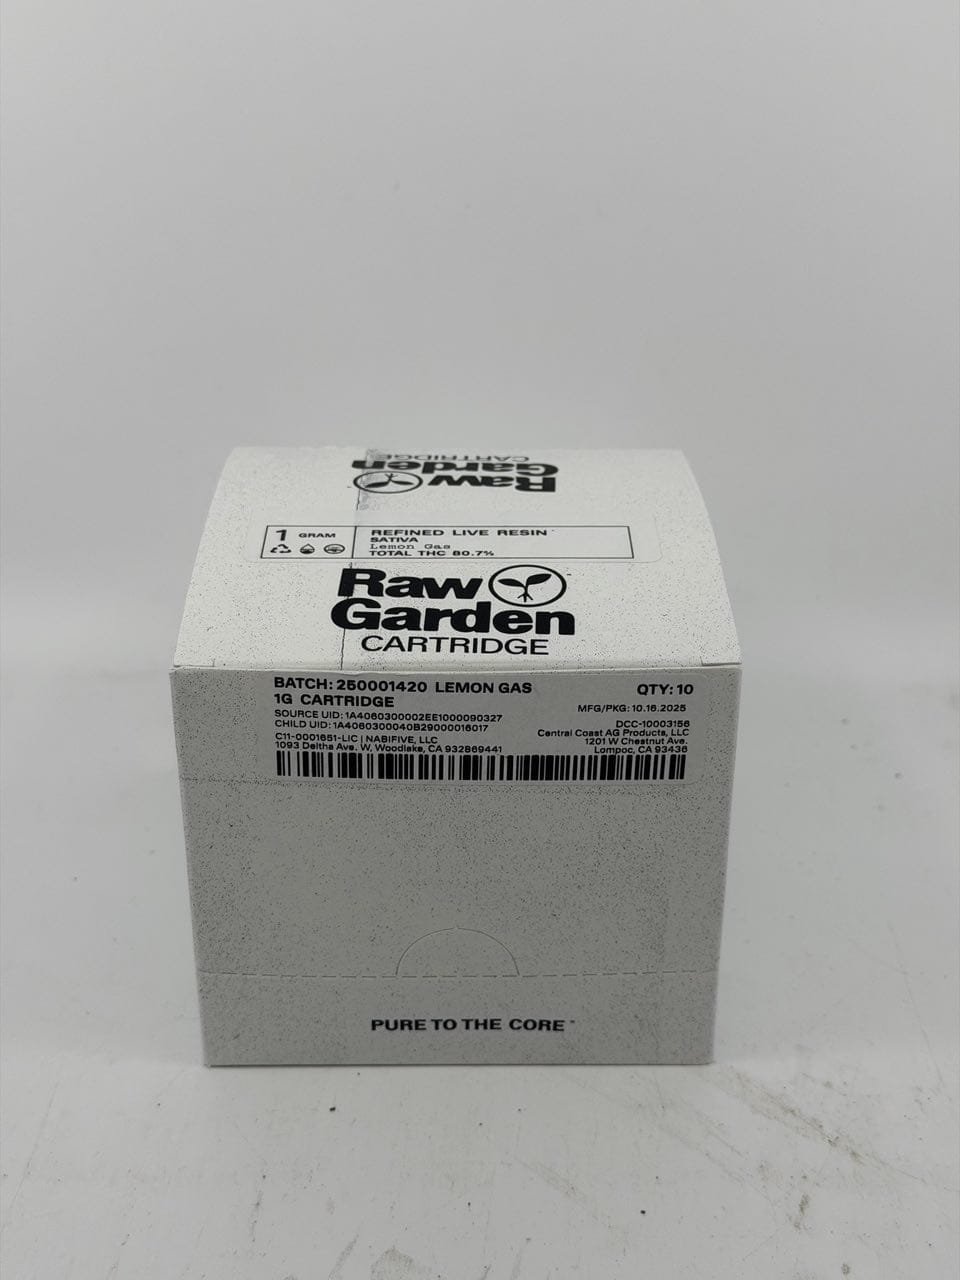 Raw
Garden
CARTRIDGE
1 GRAM
REFINED LIVE RESIN™
SATIVA
Lemon Gas
TOTAL THC 80.7%
Raw
Garden
CARTRIDGE
BATCH: 250001420 LEMON GAS
QTY: 10
1G CARTRIDGE
MFG/PKG: 10.16.2025
SOURCE UID: 1A4060300002EE1000090327
CHILD UID: 1A4060300040B29000016017
DCC-10003156
C11-0001651-LIC | NABIFIVE, LLC
Central Coast AG Products, LLC
1093 Deltha Ave. W, Woodlake, CA 932869441
1201 W Chestnut Ave.
Lompoc, CA 93436
PURE TO THE CORE™